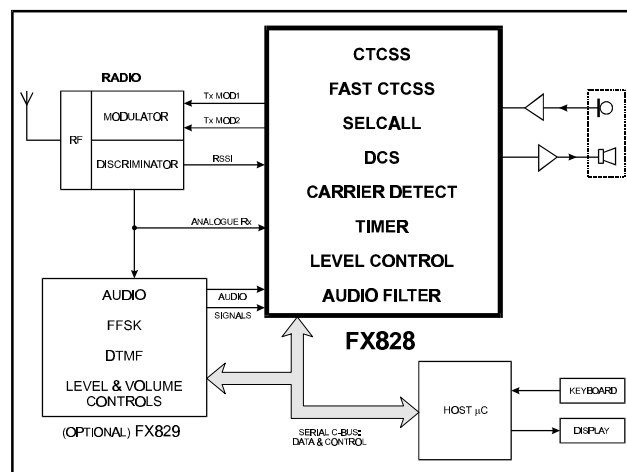 RADIO
RF
MODULATOR
DISCRIMINATOR
Tx MOD1
Tx MOD2
RSSI
ANALOGUE Rx
CTCSS
FAST CTCSS
SELCALL
DCS
CARRIER DETECT
TIMER
LEVEL CONTROL
AUDIO FILTER
FX828
AUDIO
FFSK
DTMF
LEVEL & VOLUME
CONTROLS
(OPTIONAL) FX829
AUDIO
SIGNALS
SERIAL C-BUS:
DATA & CONTROL
HOST µC
KEYBOARD
DISPLAY